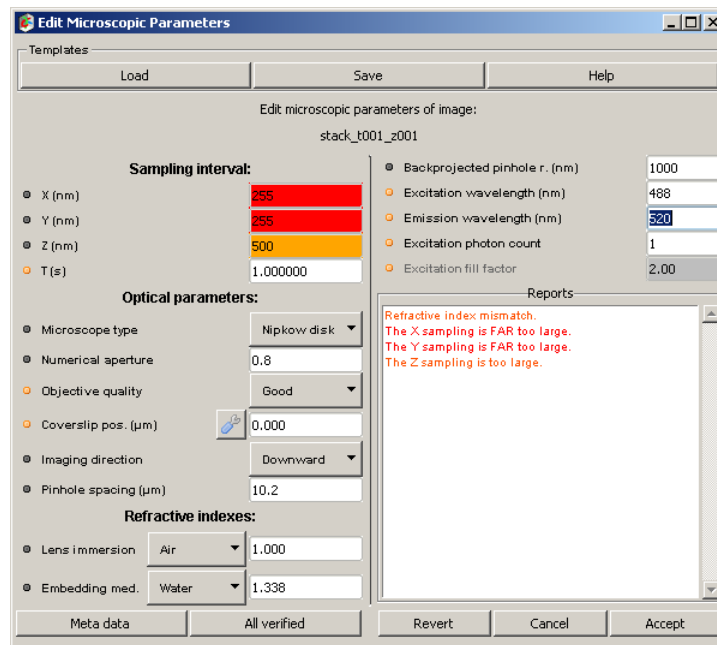 Edit Microscopic Parameters
Templates
Load Save Help
Edit microscopic parameters of image:
stack_t001_z001
Sampling interval:
X (nm) 255
Y (nm) 255
Z (nm) 500
T (s) 1.000000
Optical parameters:
Microscope type Nipkow disk
Numerical aperture 0.8
Objective quality Good
Coverslip pos. (µm) 0.000
Imaging direction Downward
Pinhole spacing (µm) 10.2
Refractive indexes:
Lens immersion Air 1.000
Embedding med. Water 1.338
Backprojected pinhole r. (nm) 1000
Excitation wavelength (nm) 488
Emission wavelength (nm) 520
Excitation photon count 1
Excitation fill factor 2.00
Reports
Refractive index mismatch.
The X sampling is FAR too large.
The Y sampling is FAR too large.
The Z sampling is too large.
Meta data All verified Revert Cancel Accept